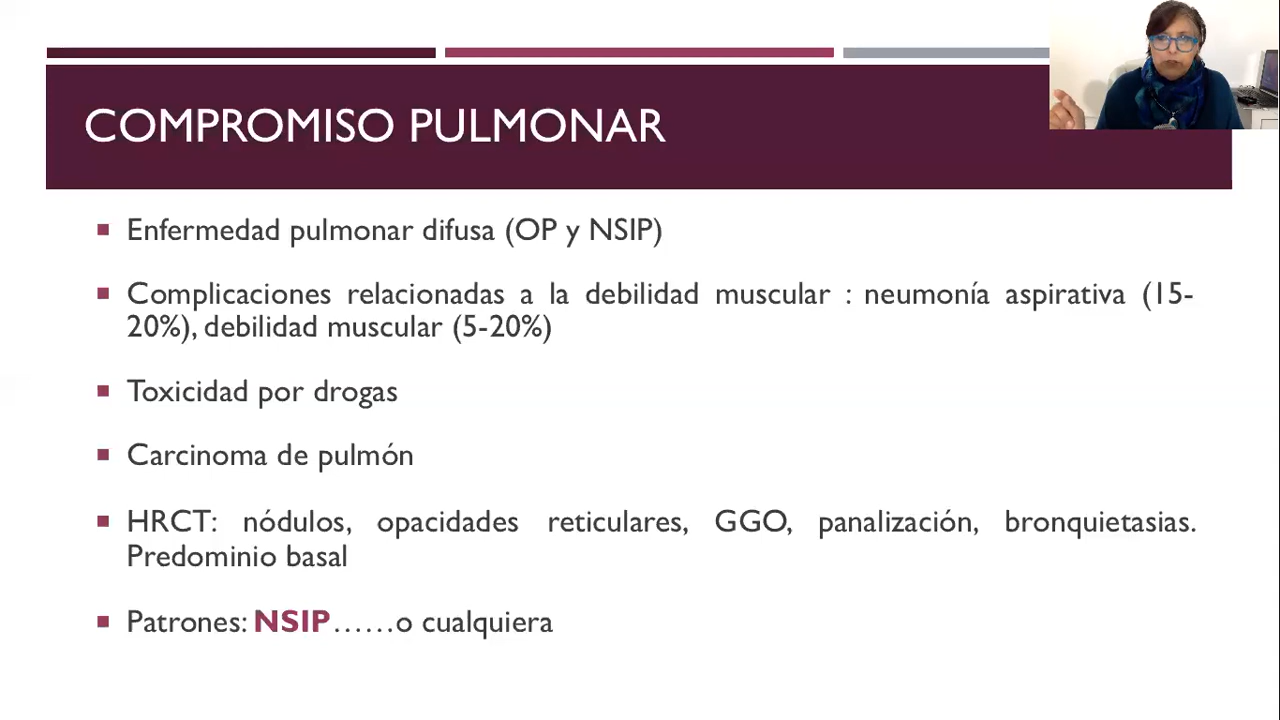 COMPROMISO PULMONAR
Enfermedad pulmonar difusa (OP y NSIP)
Complicaciones relacionadas a la debilidad muscular : neumonía aspirativa (15-
20%), debilidad muscular (5-20%)
Toxicidad por drogas
Carcinoma de pulmón
HRCT: nódulos, opacidades reticulares, GGO, panalización, bronquietasias.
Predominio basal
Patrones: NSIP……o cualquiera